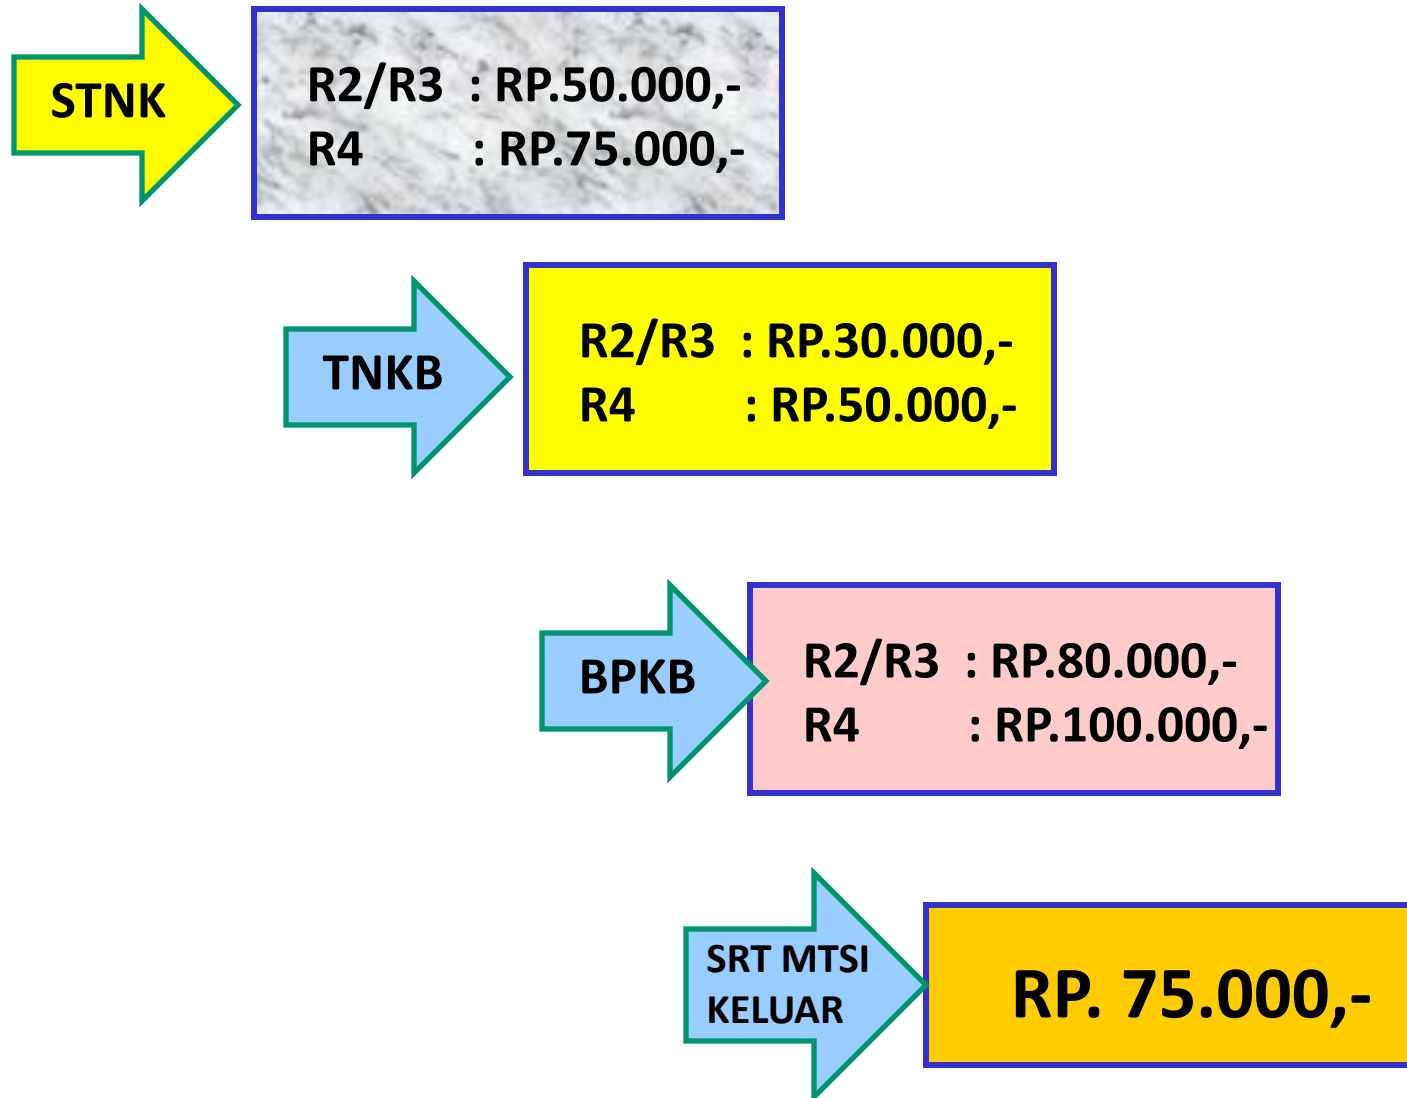 STNK
R2/R3 : RP.50.000,-
R4 : RP.75.000,-
TNKB
R2/R3 : RP.30.000,-
R4 : RP.50.000,-
BPKB
R2/R3 : RP.80.000,-
R4 : RP.100.000,-
SRT MTSI
KELUAR
RP. 75.000,-